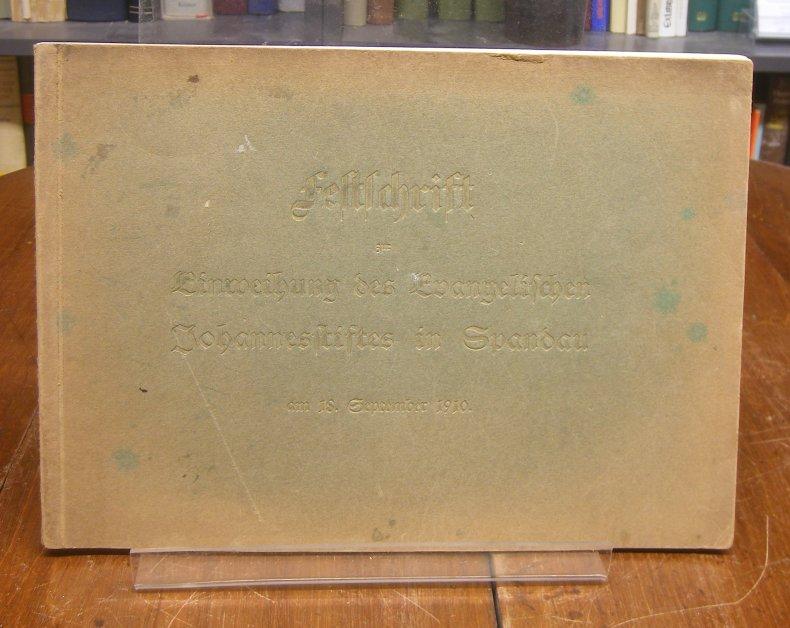 Festschrift
zur
Einweihung des Evangelischen
Johannesstiftes in Spandau
am 18. September 1910.